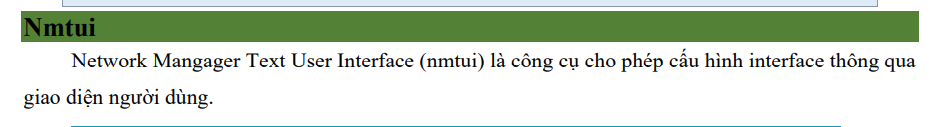 Nmtui
Network Mangager Text User Interface (nmtui) là công cụ cho phép cấu hình interface thông qua
giao diện người dùng.